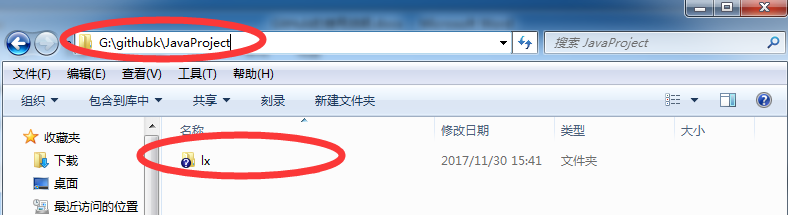 G:\githubk\JavaProject
搜索 JavaProject
文件(F) 编辑(E) 查看(V) 工具(T) 帮助(H)
组织 包含到库中 共享 刻录 新建文件夹
名称 修改日期 类型 大小
收藏夹
下载
lx 2017/11/30 15:41 文件夹
桌面
最近访问的位置